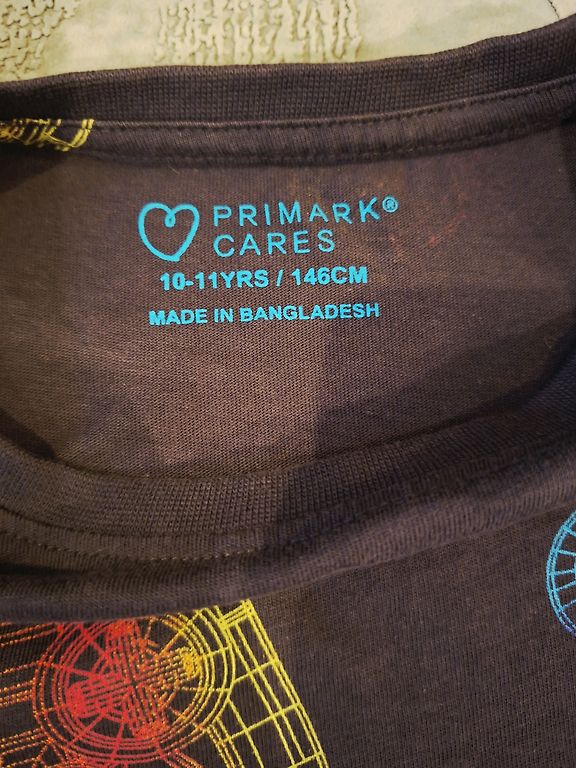 PRIMARK®
CARES
10-11YRS / 146CM
MADE IN BANGLADESH